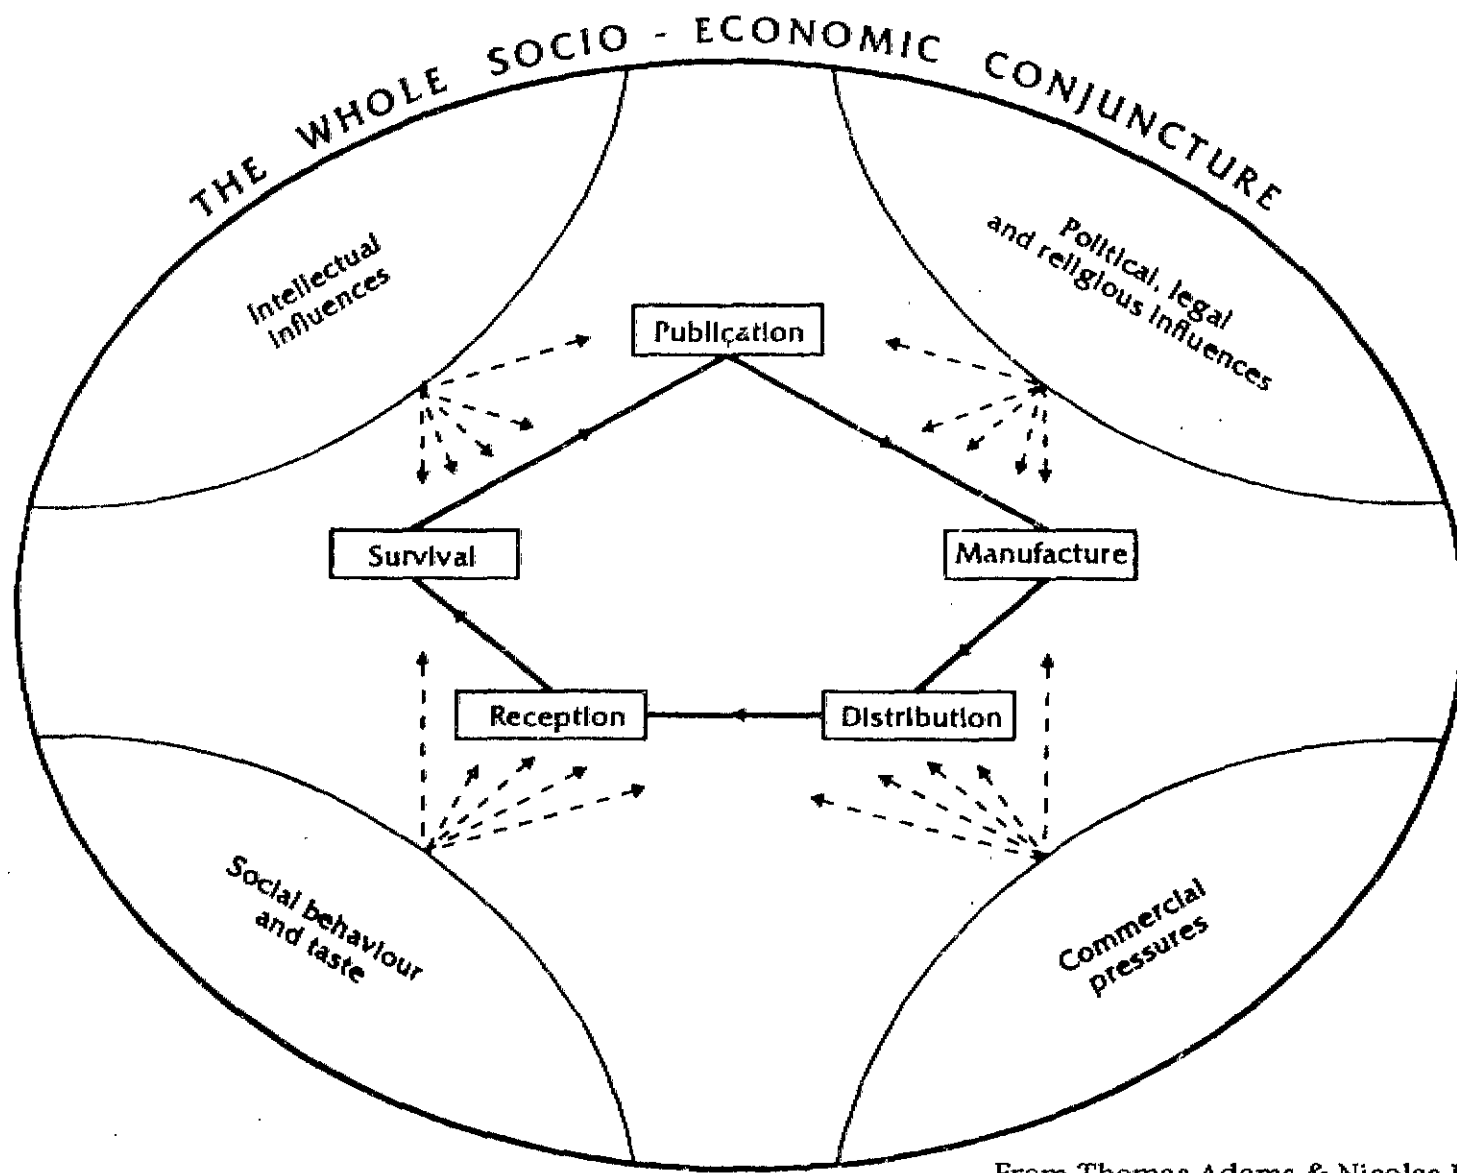 THE WHOLE SOCIO - ECONOMIC CONJUNCTURE
Intellectual
influences
Political, legal
and religious influences
Publication
Survival
Manufacture
Reception
Distribution
Social behaviour
and taste
Commercial
pressures
From Thomas Adams & Nicolas